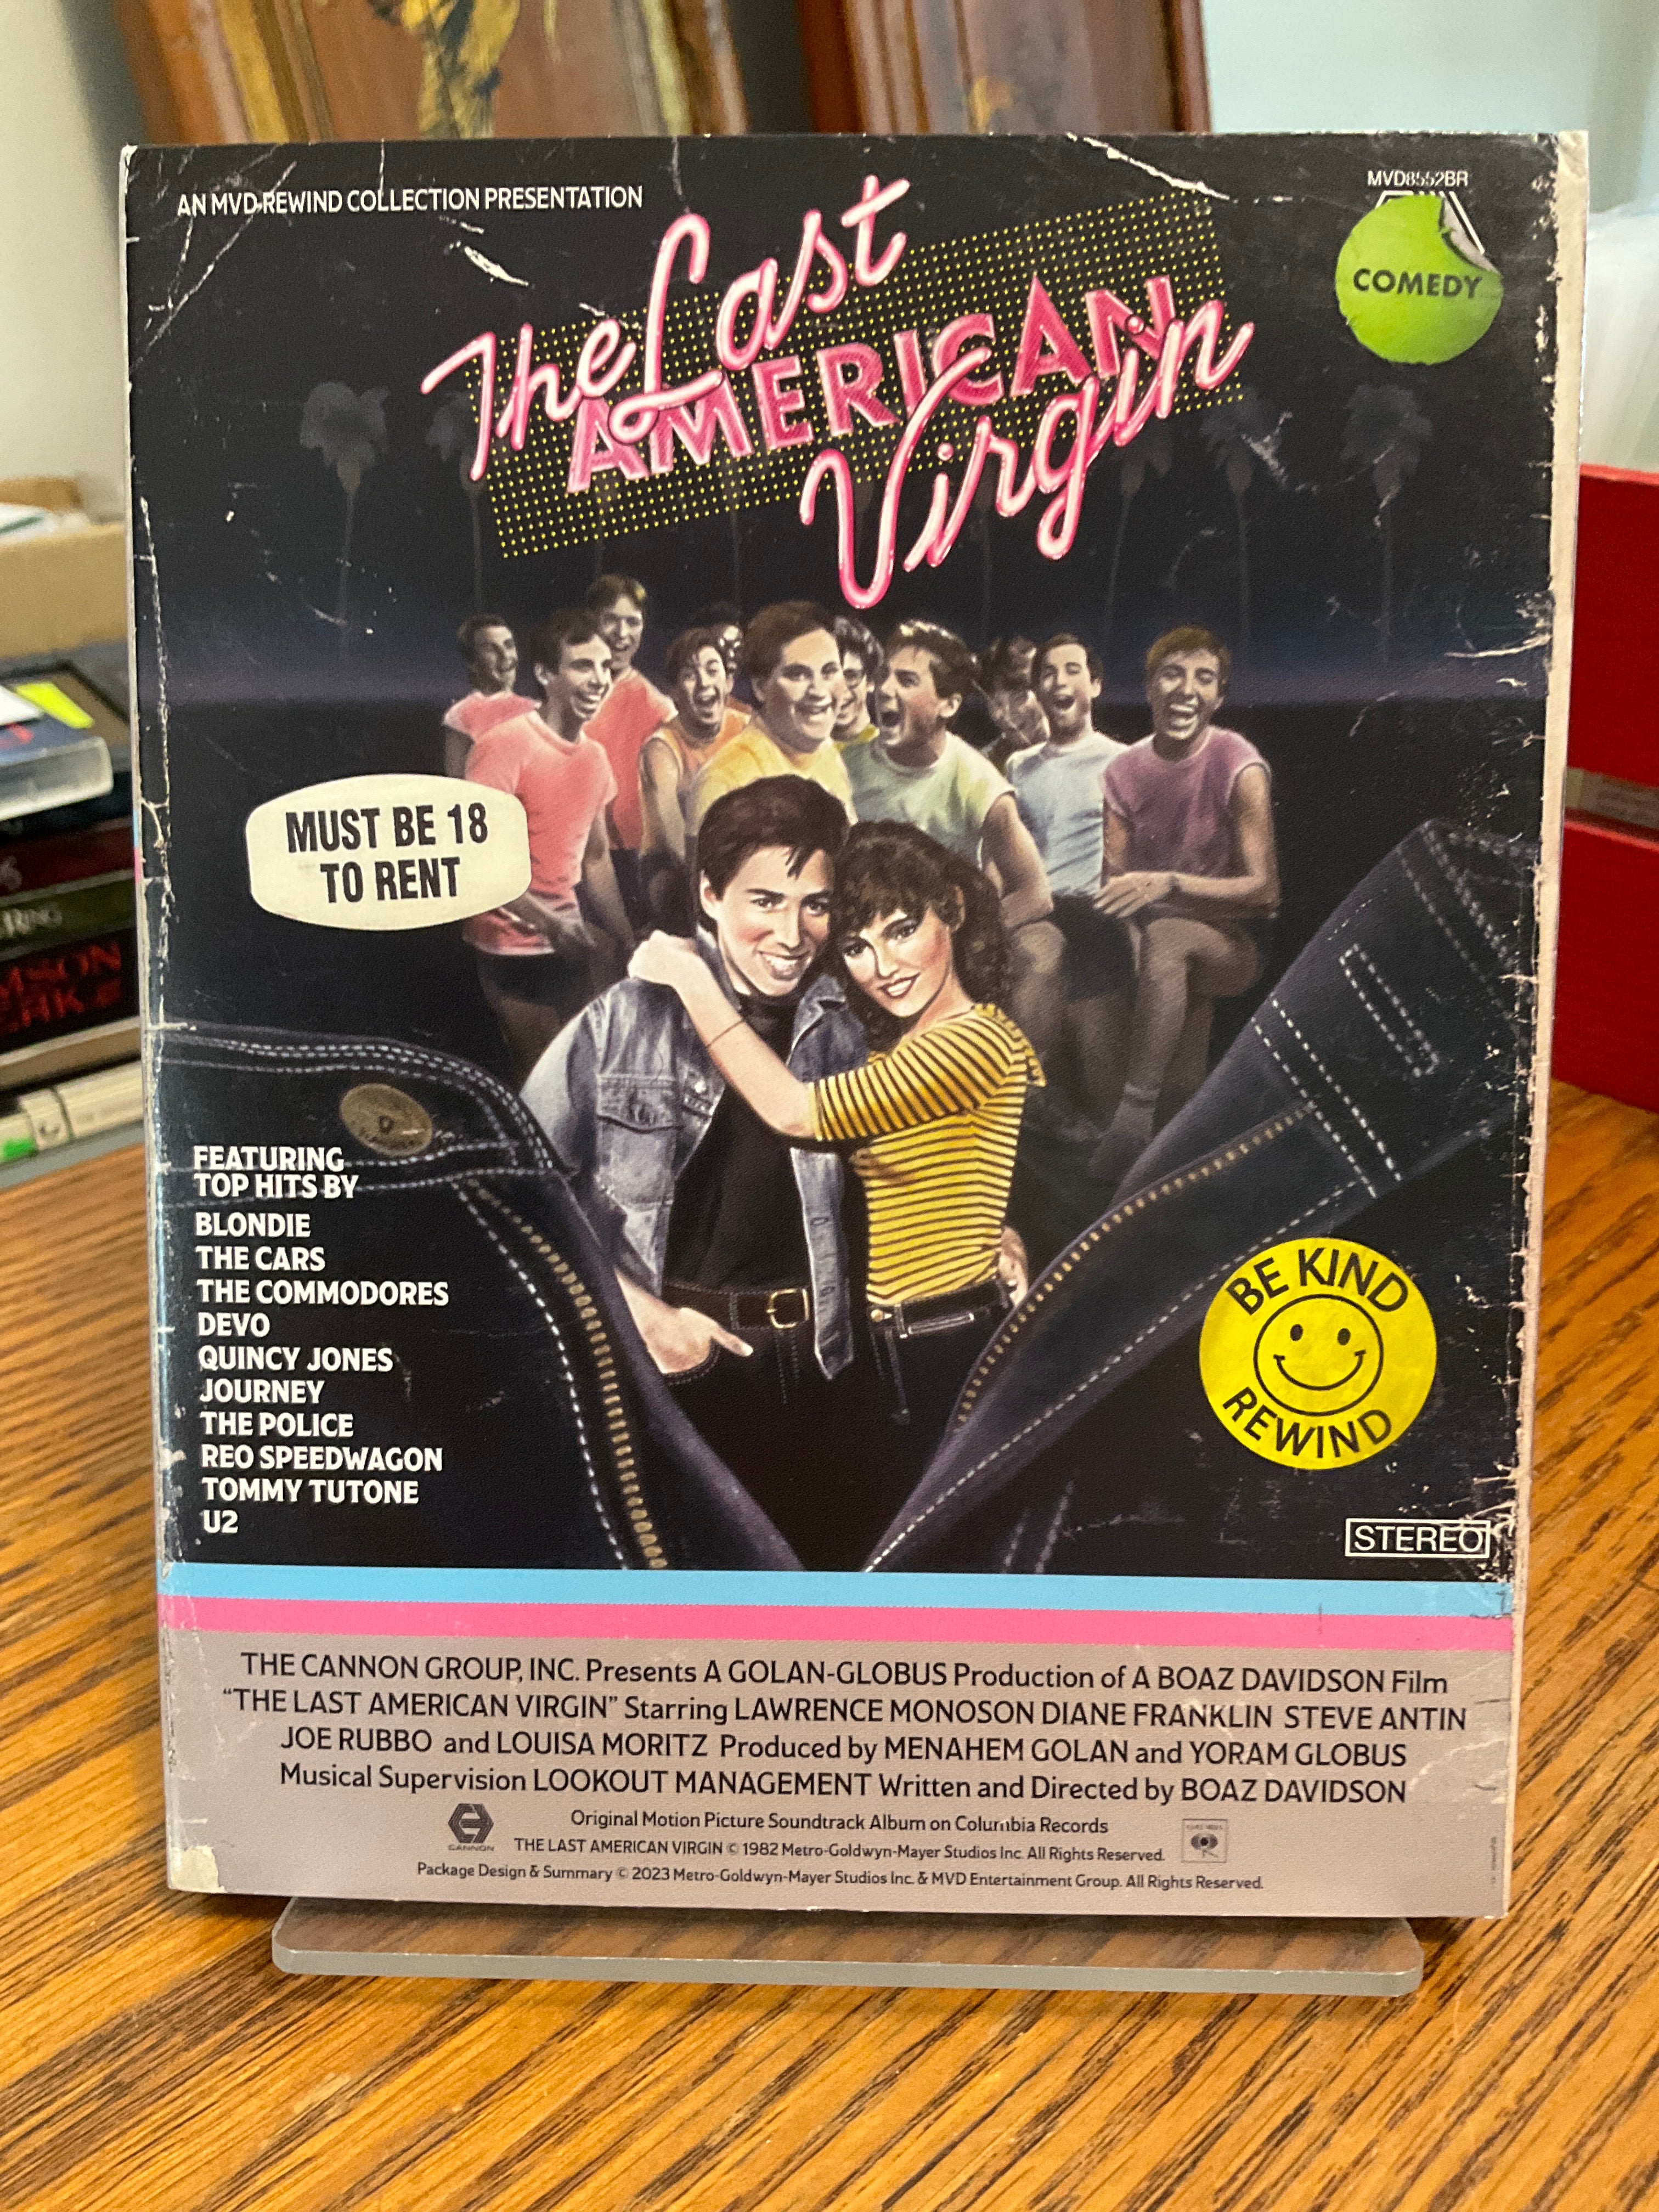 AN MVD REWIND COLLECTION PRESENTATION
MVD8552BR
COMEDY
The Last
AMERICAN
Virgin
MUST BE 18
TO RENT
FEATURING
TOP HITS BY
BLONDIE
THE CARS
THE COMMODORES
DEVO
QUINCY JONES
JOURNEY
THE POLICE
REO SPEEDWAGON
TOMMY TUTONE
U2
BE KIND
REWIND
STEREO
THE CANNON GROUP, INC. Presents A GOLAN-GLOBUS Production of A BOAZ DAVIDSON Film
"THE LAST AMERICAN VIRGIN" Starring LAWRENCE MONOSON DIANE FRANKLIN STEVE ANTIN
JOE RUBBO and LOUISA MORITZ Produced by MENAHEM GOLAN and YORAM GLOBUS
Musical Supervision LOOKOUT MANAGEMENT Written and Directed by BOAZ DAVIDSON
Original Motion Picture Soundtrack Album on Columbia Records
CANNON
THE LAST AMERICAN VIRGIN © 1982 Metro-Goldwyn-Mayer Studios Inc. All Rights Reserved.
Package Design & Summary © 2023 Metro-Goldwyn-Mayer Studios Inc. & MVD Entertainment Group. All Rights Reserved.